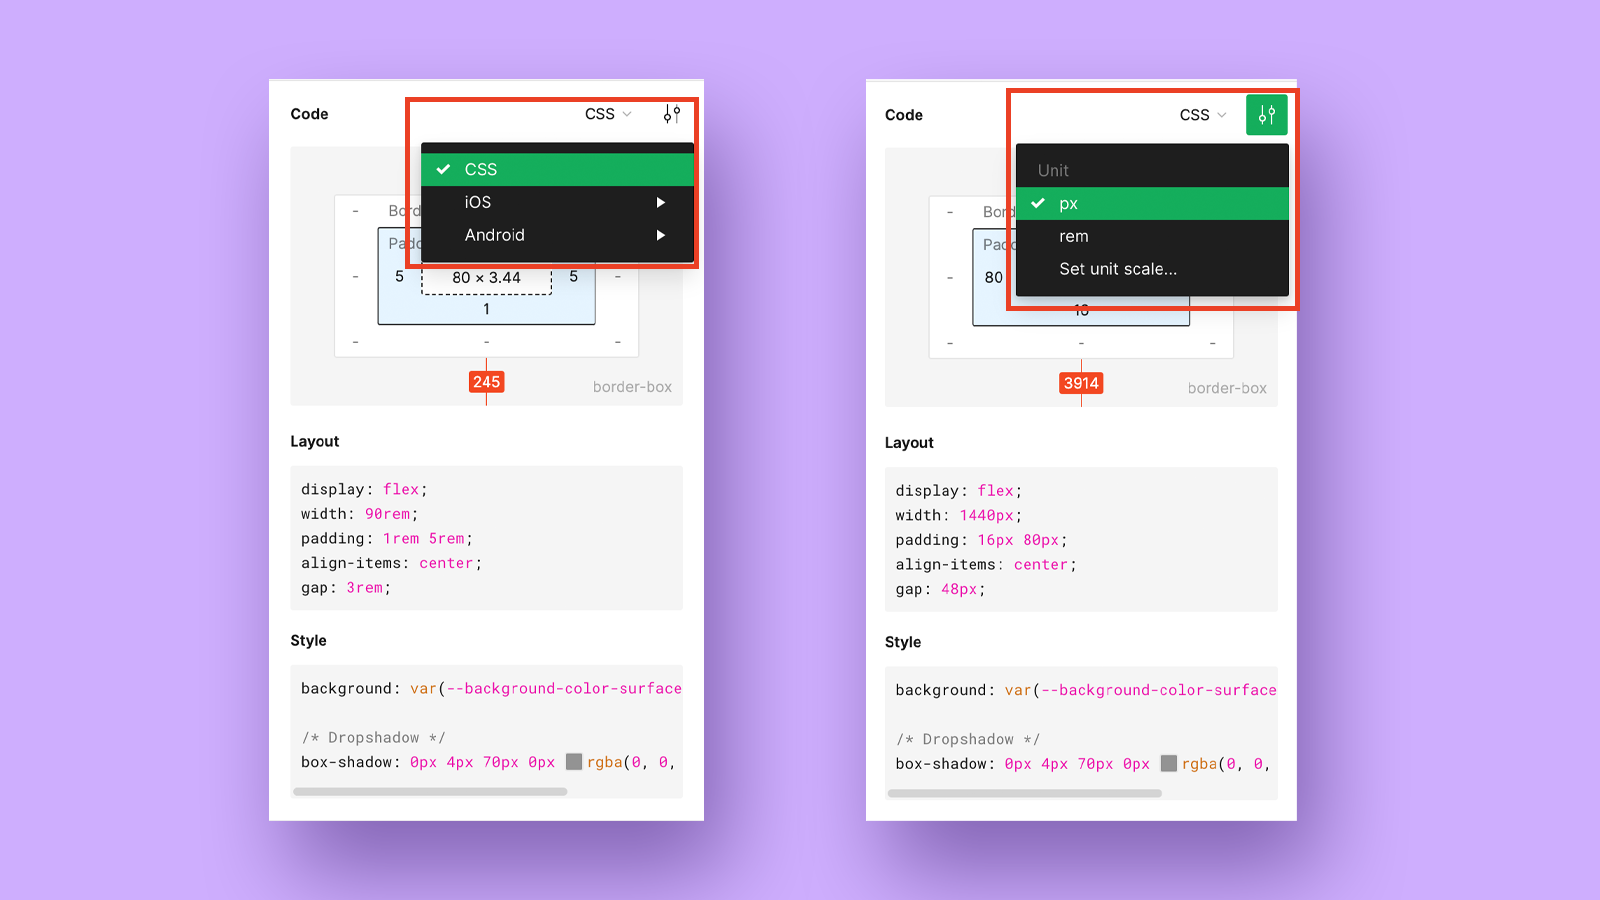 Code
CSS
CSS
iOS
Android
-
Bord
Padd
-
5
80 × 3.44
5
-
1
-
-
-
245
border-box
Layout
display: flex;
width: 90rem;
padding: 1rem 5rem;
align-items: center;
gap: 3rem;
Style
background: var(--background-color-surface
/* Dropshadow */
box-shadow: 0px 4px 70px 0px rgba(0, 0,
Code
CSS
Unit
px
rem
Set unit scale...
-
Bord
Pad
-
80
-
-
-
3914
border-box
Layout
display: flex;
width: 1440px;
padding: 16px 80px;
align-items: center;
gap: 48px;
Style
background: var(--background-color-surface
/* Dropshadow */
box-shadow: 0px 4px 70px 0px rgba(0, 0,